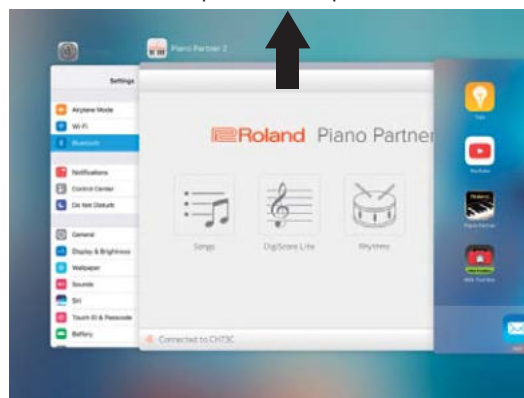 Piano Partner 2
Settings
Airplane Mode
Wi-Fi
Bluetooth
Notifications
Control Center
Do Not Disturb
General
Display & Brightness
Wallpaper
Sounds
Siri
Touch ID & Passcode
Battery
Roland Piano Partner
Songs
DigiScore Lite
Rhythms
Connected to
Tips
YouTube
Piano Partner